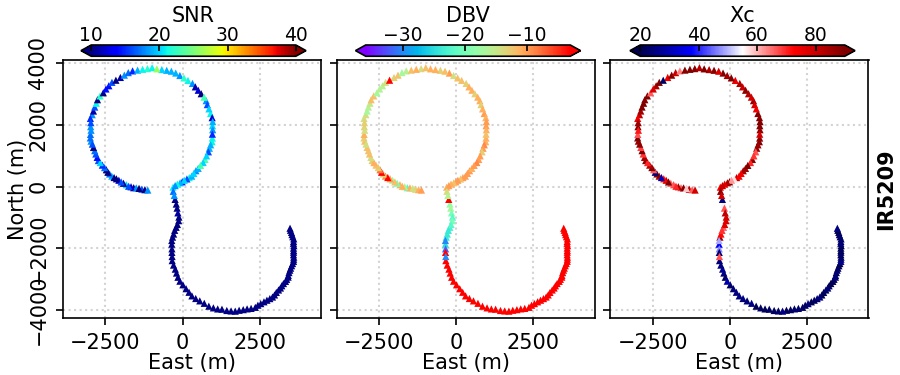 SNR DBV Xc
10 20 30 40 −30 −20 −10 20 40 60 80
4000
2000
0
−2000
−4000
North (m)
−2500 0 2500 −2500 0 2500 −2500 0 2500
East (m) East (m) East (m)
IR5209